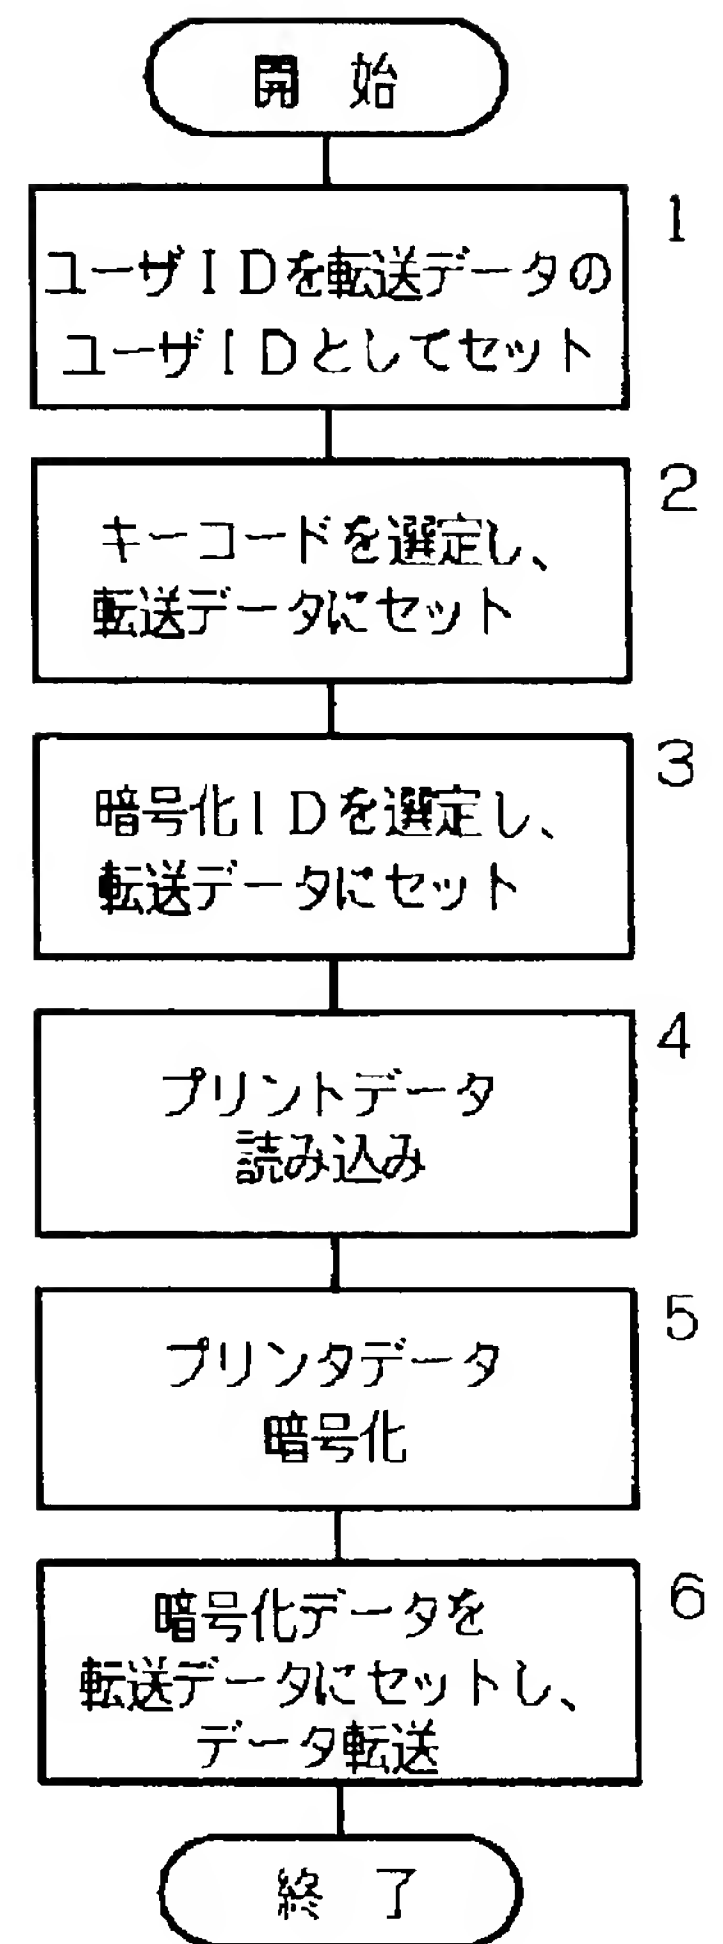 開 始
1
ユーザIDを転送データの
ユーザIDとしてセット
2
キーコードを選定し、
転送データにセット
3
暗号化IDを選定し、
転送データにセット
4
プリントデータ
読み込み
5
プリンタデータ
暗号化
6
暗号化データを
転送データにセットし、
データ転送
終 了